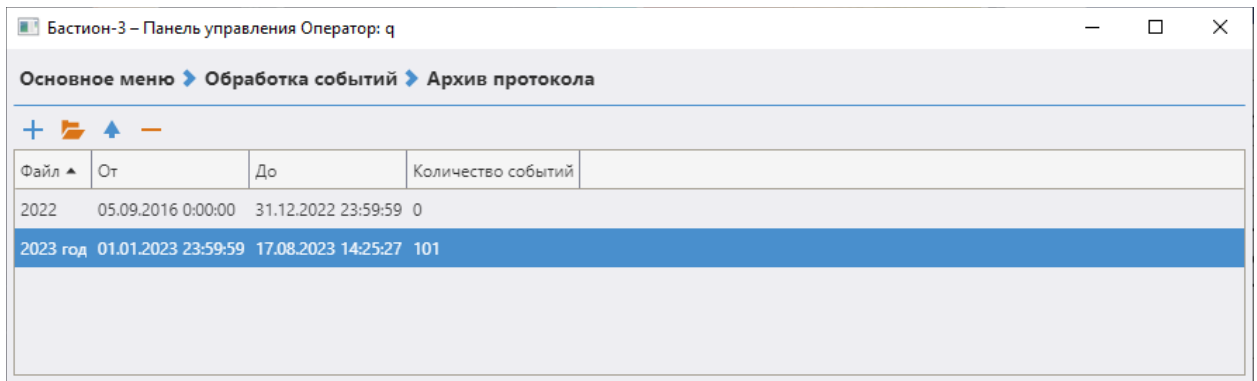 Бастион-3 – Панель управления Оператор: q
Основное меню Обработка событий Архив протокола
Файл От До Количество событий
2022 05.09.2016 0:00:00 31.12.2022 23:59:59 0
2023 год 01.01.2023 23:59:59 17.08.2023 14:25:27 101